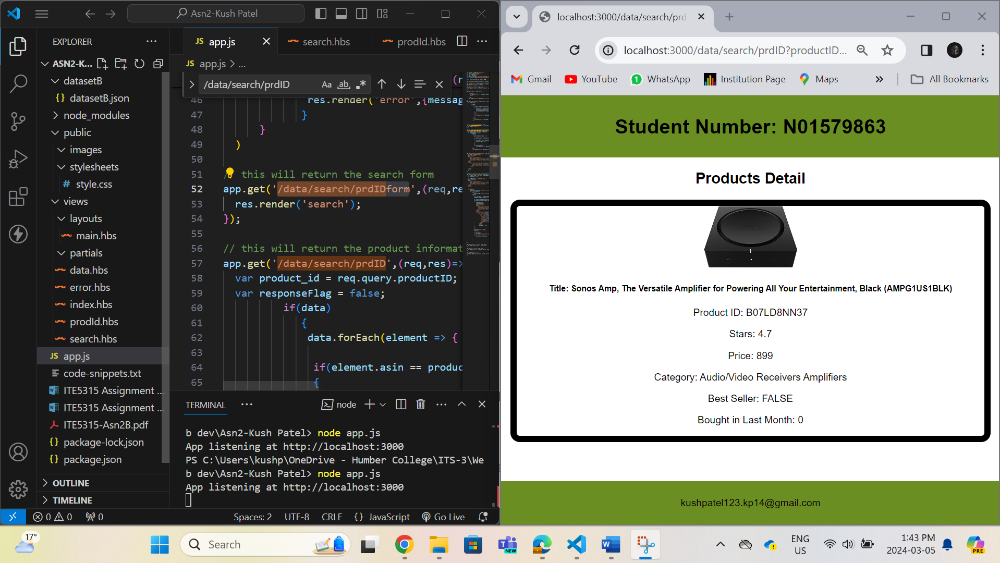 Asn2-Kush Patel
EXPLORER
ASN2-K...
datasetB
{} datasetB.json
node_modules
public
images
stylesheets
# style.css
views
layouts
main.hbs
partials
data.hbs
error.hbs
index.hbs
prodId.hbs
search.hbs
JS app.js
code-snippets.txt
ITE5315 Assignment ...
ITE5315 Assignment ...
ITE5315-Asn2B.pdf
{} package-lock.json
{} package.json
OUTLINE
TIMELINE
JS app.js
search.hbs
prodId.hbs
JS app.js > ...
/data/search/prdID
Aa ab .*
46 res.render('error',{messag
47 }
48 }
49 )
50
51 / this will return the search form
52 app.get('/data/search/prdIDform',(req,re
53 res.render('search');
54 });
55
56 // this will return the product informat
57 app.get('/data/search/prdID',(req,res)=>
58 var product_id = req.query.productID;
59 var responseFlag = false;
60 if(data)
61 {
62 data.forEach(element => {
63
64 if(element.asin == produc
65 {
TERMINAL
node
b dev\Asn2-Kush Patel> node app.js
App listening at http://localhost:3000
PS C:\Users\kushp\OneDrive - Humber College\ITS-3\We
b dev\Asn2-Kush Patel> node app.js
App listening at http://localhost:3000
0 0 0
Spaces: 2 UTF-8 CRLF {} JavaScript Go Live
localhost:3000/data/search/prd
localhost:3000/data/search/prdID?productID...
Gmail YouTube WhatsApp Institution Page Maps » All Bookmarks
Student Number: N01579863
Products Detail
Title: Sonos Amp, The Versatile Amplifier for Powering All Your Entertainment, Black (AMPG1US1BLK)
Product ID: B07LD8NN37
Stars: 4.7
Price: 899
Category: Audio/Video Receivers Amplifiers
Best Seller: FALSE
Bought in Last Month: 0
kushpatel123.kp14@gmail.com
17°
Search
NEW
ENG
US
1:43 PM
2024-03-05
PRE